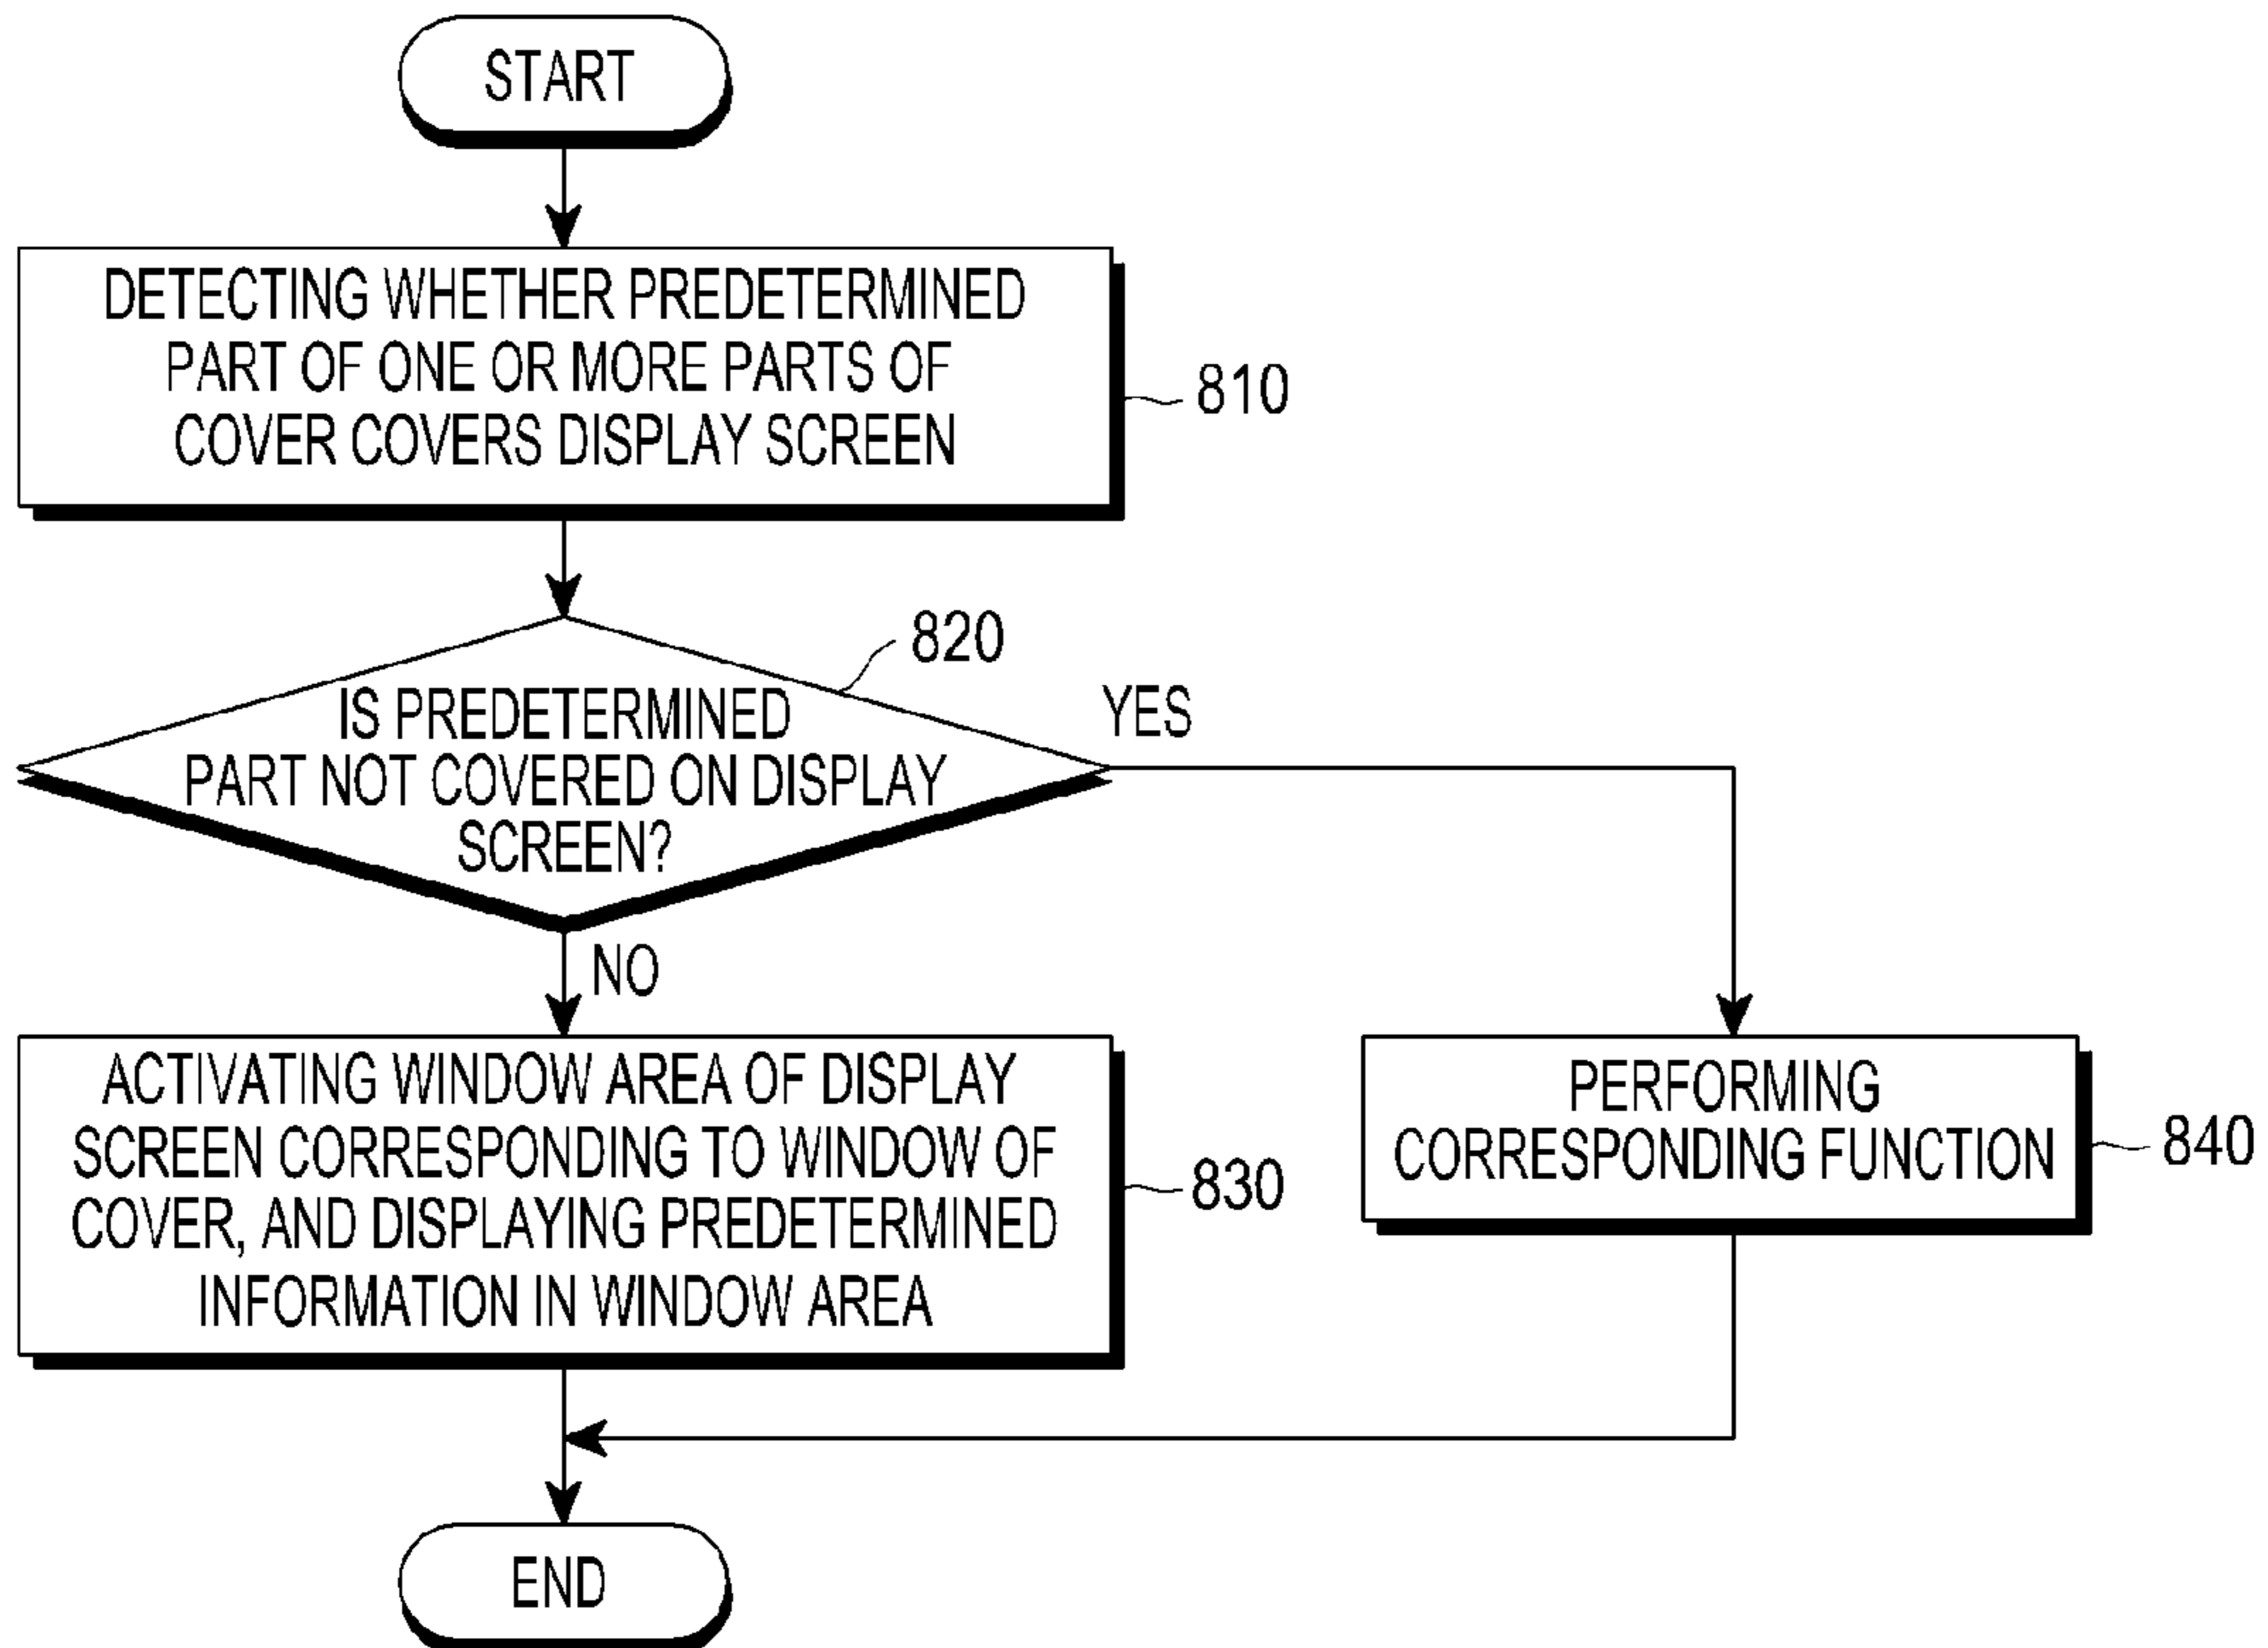 START
DETECTING WHETHER PREDETERMINED
PART OF ONE OR MORE PARTS OF
COVER COVERS DISPLAY SCREEN
810
820
IS PREDETERMINED
PART NOT COVERED ON DISPLAY
SCREEN?
YES
NO
ACTIVATING WINDOW AREA OF DISPLAY
SCREEN CORRESPONDING TO WINDOW OF
COVER, AND DISPLAYING PREDETERMINED
INFORMATION IN WINDOW AREA
830
PERFORMING
CORRESPONDING FUNCTION
840
END